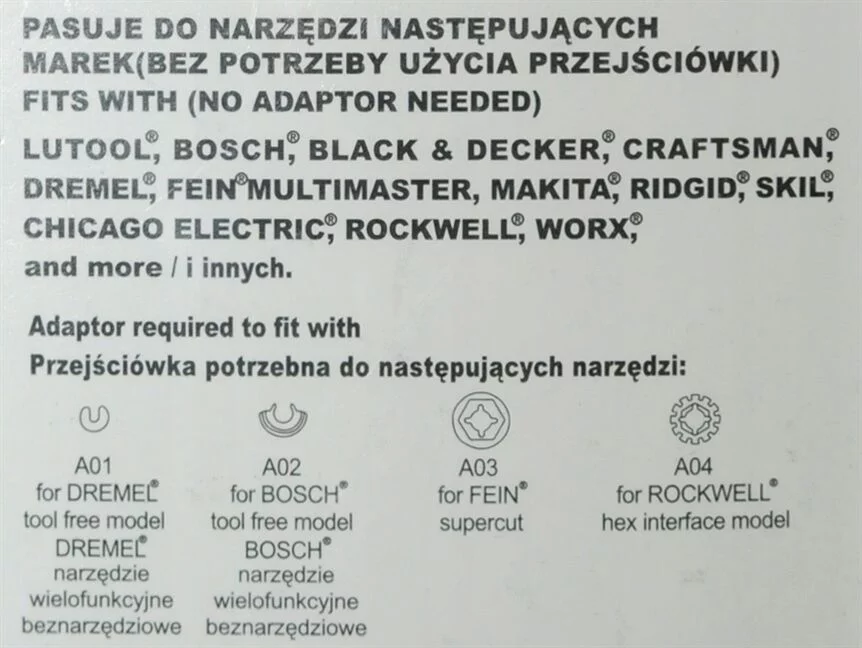 PASUJE DO NARZĘDZI NASTĘPUJĄCYCH
MAREK(BEZ POTRZEBY UŻYCIA PRZEJŚCIÓWKI)
FITS WITH (NO ADAPTOR NEEDED)
LUTOOL®, BOSCH®, BLACK & DECKER®, CRAFTSMAN®,
DREMEL®, FEIN®MULTIMASTER, MAKITA®, RIDGID®, SKIL®,
CHICAGO ELECTRIC®, ROCKWELL®, WORX®,
and more / i innych.
Adaptor required to fit with
Przejściówka potrzebna do następujących narzędzi:
A01
for DREMEL®
tool free model
DREMEL®
narzędzie
wielofunkcyjne
beznarzędziowe
A02
for BOSCH®
tool free model
BOSCH®
narzędzie
wielofunkcyjne
beznarzędziowe
A03
for FEIN®
supercut
A04
for ROCKWELL®
hex interface model